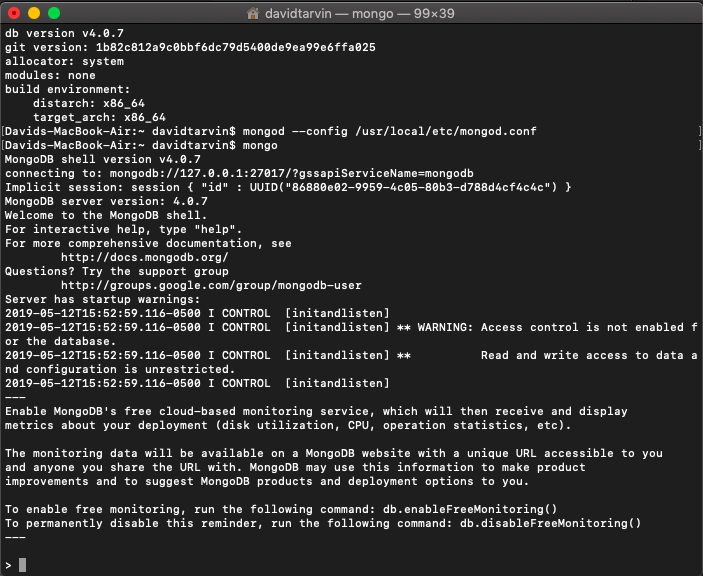 davidtarvin — mongo — 99×39
db version v4.0.7
git version: 1b82c812a9c0bbf6dc79d5400de9ea99e6ffa025
allocator: system
modules: none
build environment:
    distarch: x86_64
    target_arch: x86_64
[Davids-MacBook-Air:~ davidtarvin$ mongod --config /usr/local/etc/mongod.conf ]
[Davids-MacBook-Air:~ davidtarvin$ mongo ]
MongoDB shell version v4.0.7
connecting to: mongodb://127.0.0.1:27017/?gssapiServiceName=mongodb
Implicit session: session { "id" : UUID("86880e02-9959-4c05-80b3-d788d4cf4c4c") }
MongoDB server version: 4.0.7
Welcome to the MongoDB shell.
For interactive help, type "help".
For more comprehensive documentation, see
        http://docs.mongodb.org/
Questions? Try the support group
        http://groups.google.com/group/mongodb-user
Server has startup warnings:
2019-05-12T15:52:59.116-0500 I CONTROL  [initandlisten]
2019-05-12T15:52:59.116-0500 I CONTROL  [initandlisten] ** WARNING: Access control is not enabled f
or the database.
2019-05-12T15:52:59.116-0500 I CONTROL  [initandlisten] **          Read and write access to data a
nd configuration is unrestricted.
2019-05-12T15:52:59.116-0500 I CONTROL  [initandlisten]
---
Enable MongoDB's free cloud-based monitoring service, which will then receive and display
metrics about your deployment (disk utilization, CPU, operation statistics, etc).
The monitoring data will be available on a MongoDB website with a unique URL accessible to you
and anyone you share the URL with. MongoDB may use this information to make product
improvements and to suggest MongoDB products and deployment options to you.
To enable free monitoring, run the following command: db.enableFreeMonitoring()
To permanently disable this reminder, run the following command: db.disableFreeMonitoring()
---
>